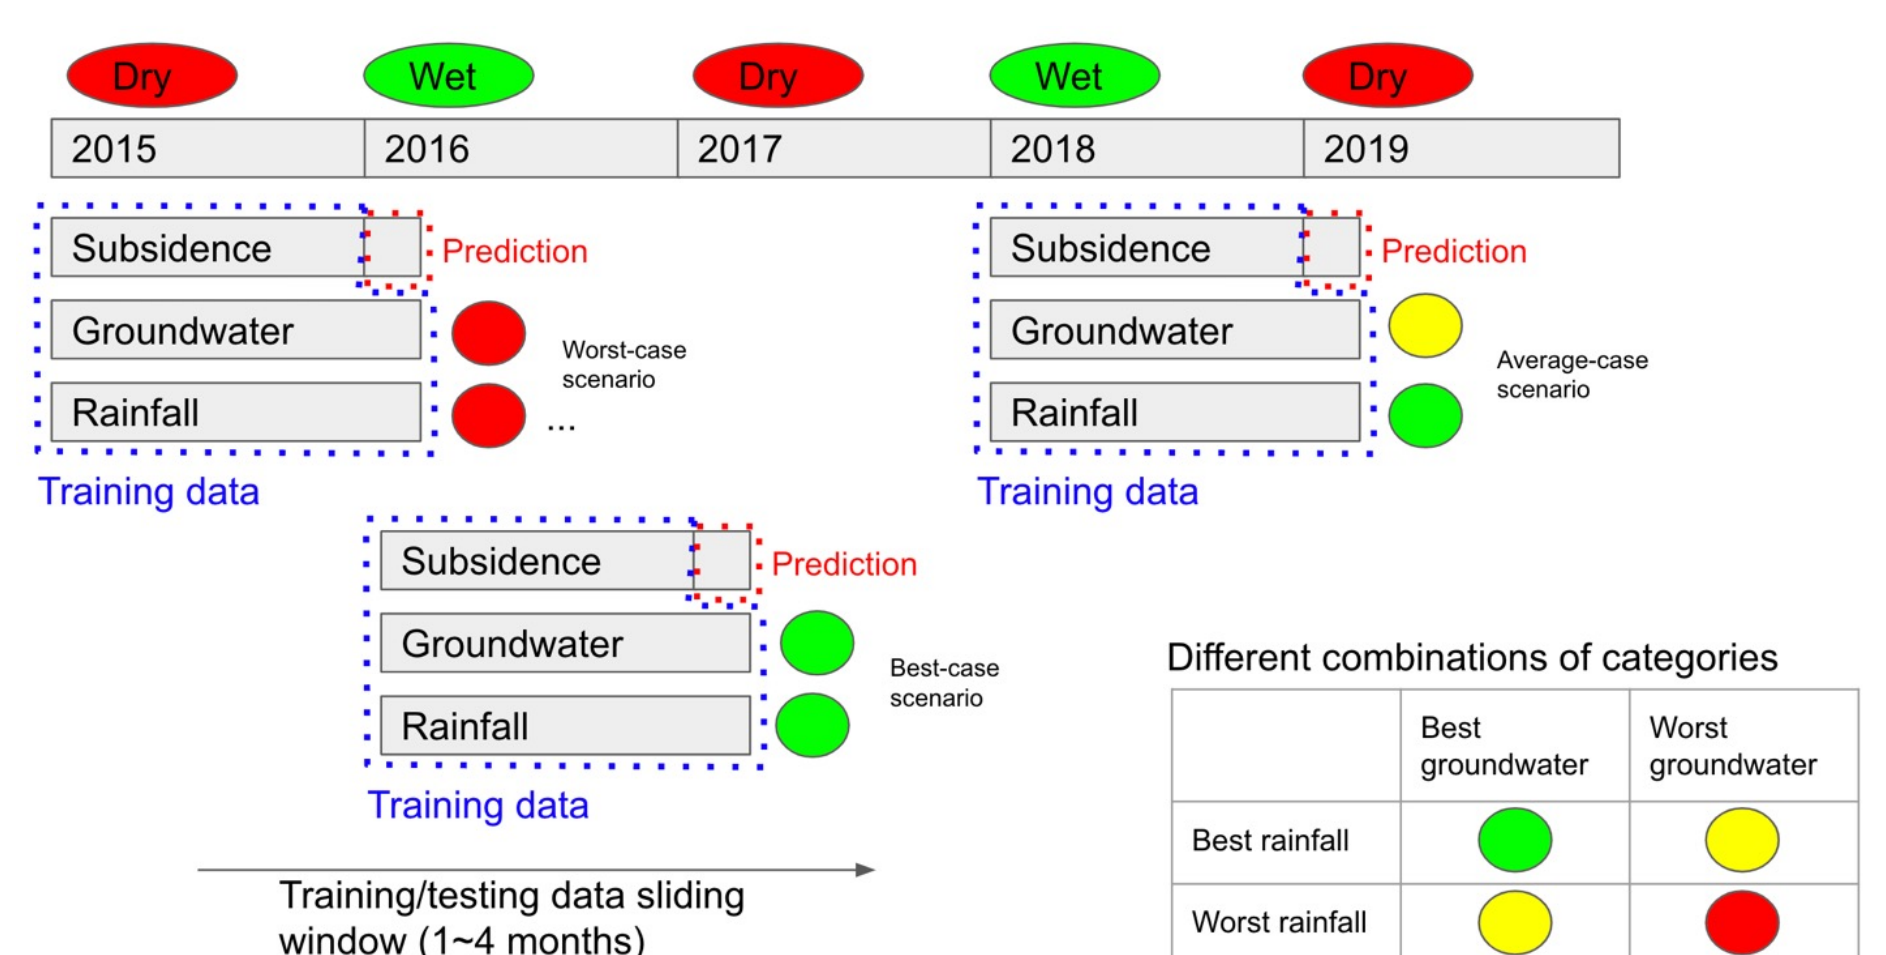 Dry Wet Dry Wet Dry
2015 2016 2017 2018 2019
Subsidence
Prediction
Groundwater
Rainfall
...
Worst-case
scenario
Training data
Subsidence
Prediction
Groundwater
Rainfall
Average-case
scenario
Training data
Subsidence
Prediction
Groundwater
Rainfall
Best-case
scenario
Training data
Training/testing data sliding
window (1~4 months)
Different combinations of categories
Best
groundwater
Worst
groundwater
Best rainfall
Worst rainfall